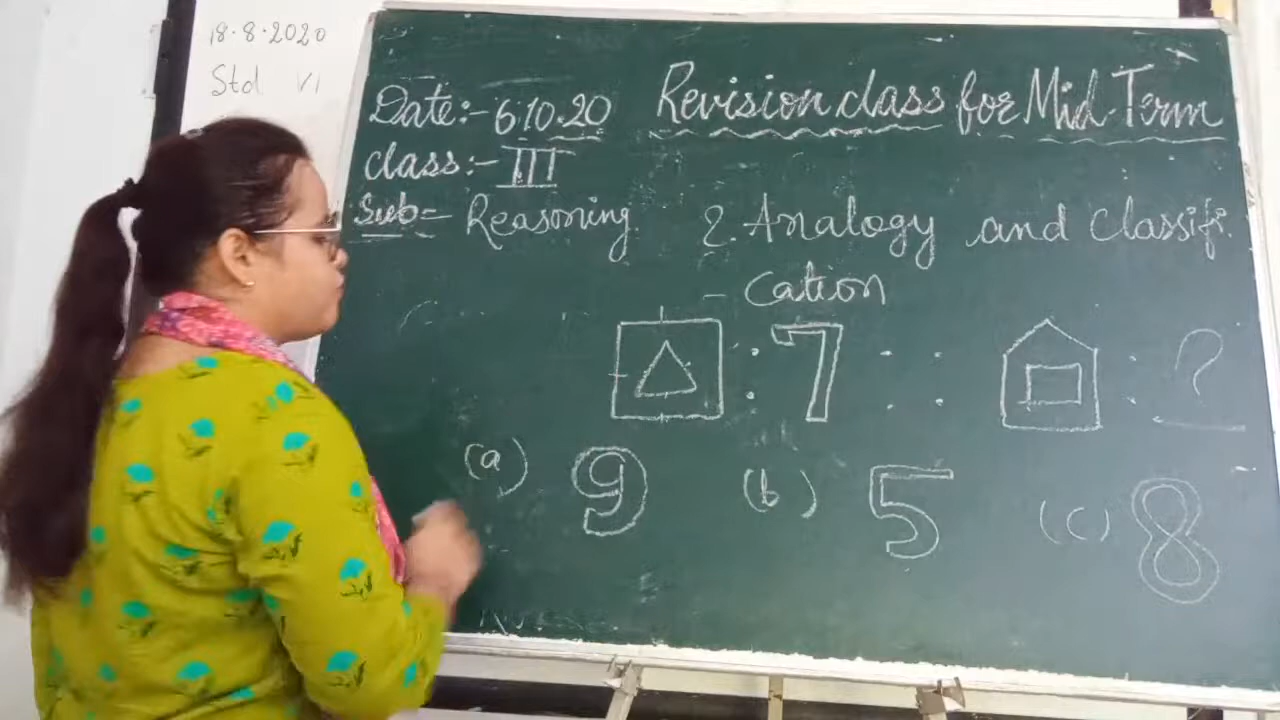 18.8.2020
Std VI
Date:- 6.10.20 Revision class for Mid-Term
class:- III
Sub:- Reasoning 2. Analogy and Classifi
- cation
: 7 :: : ?
(a) 9 (b) 5 (c) 8